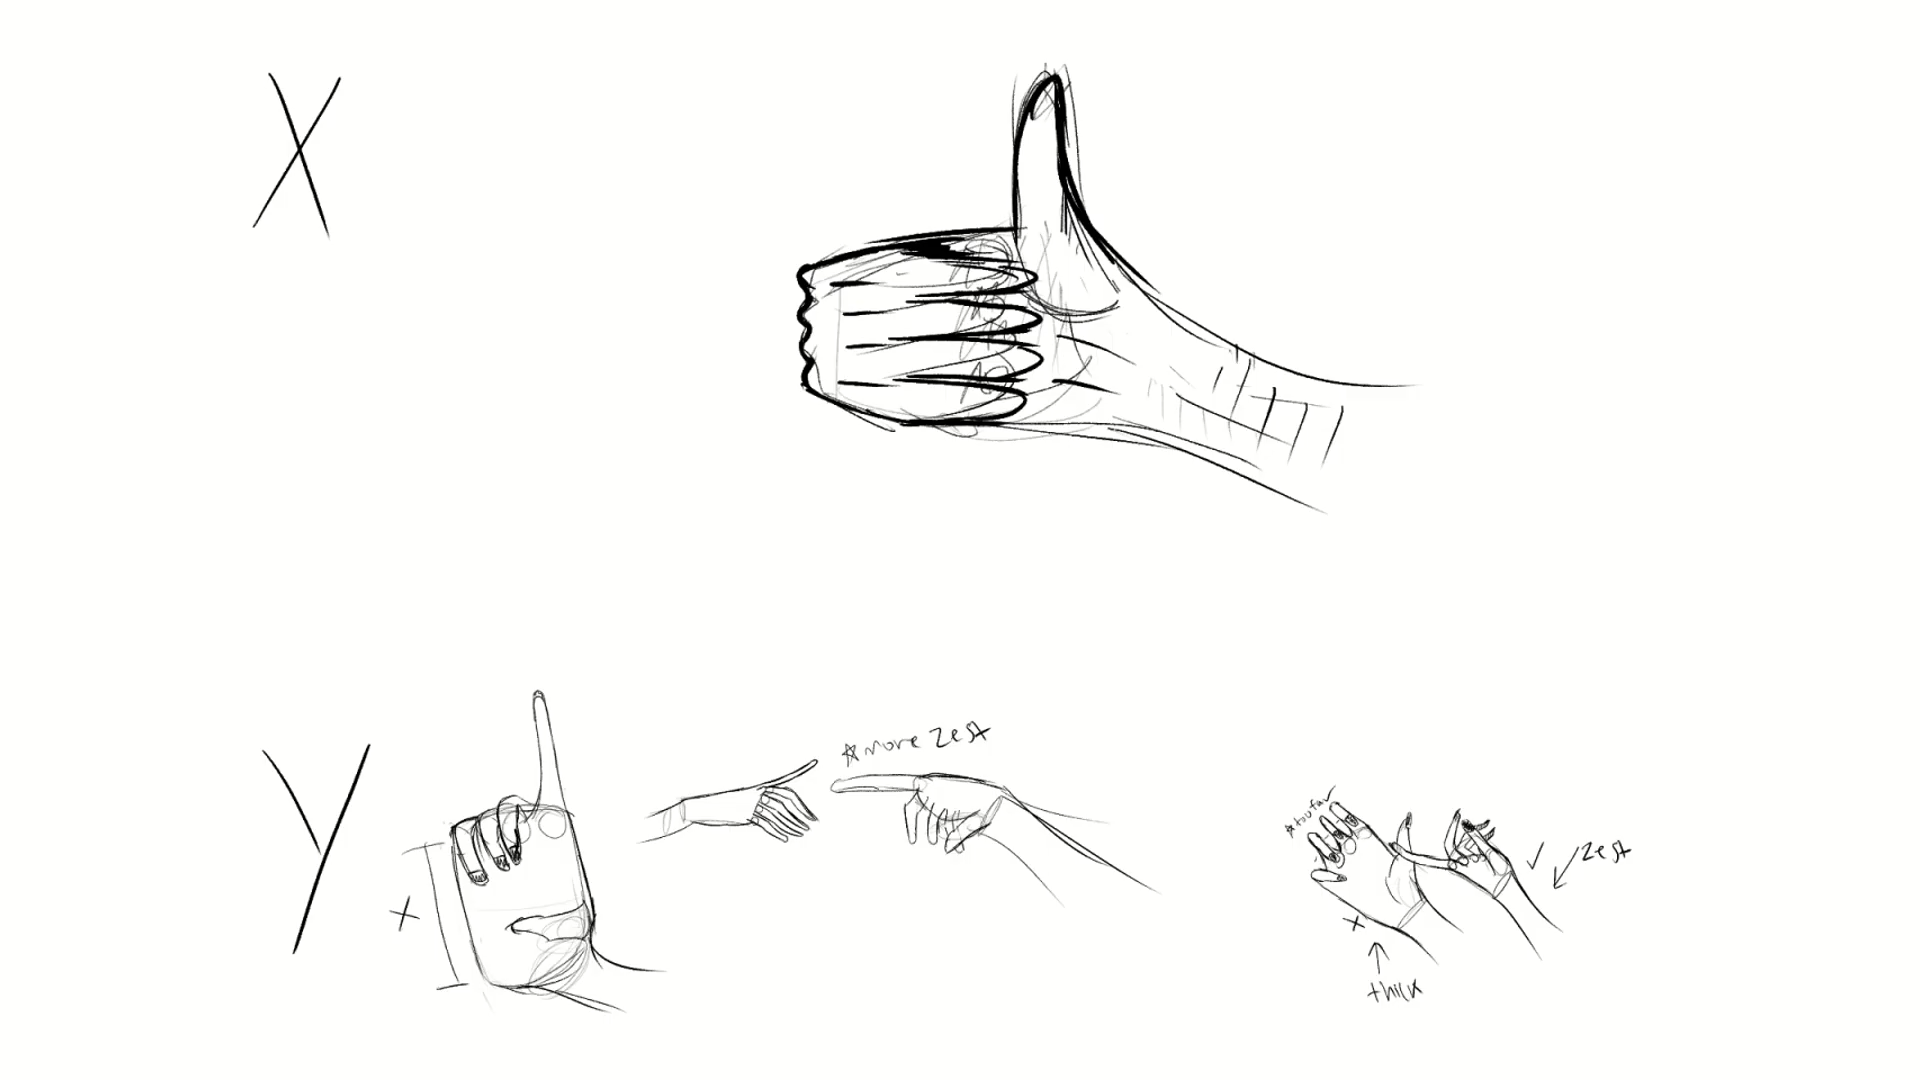 X
☆more zest
Y
☆too far
✓
zest
x
x
thick